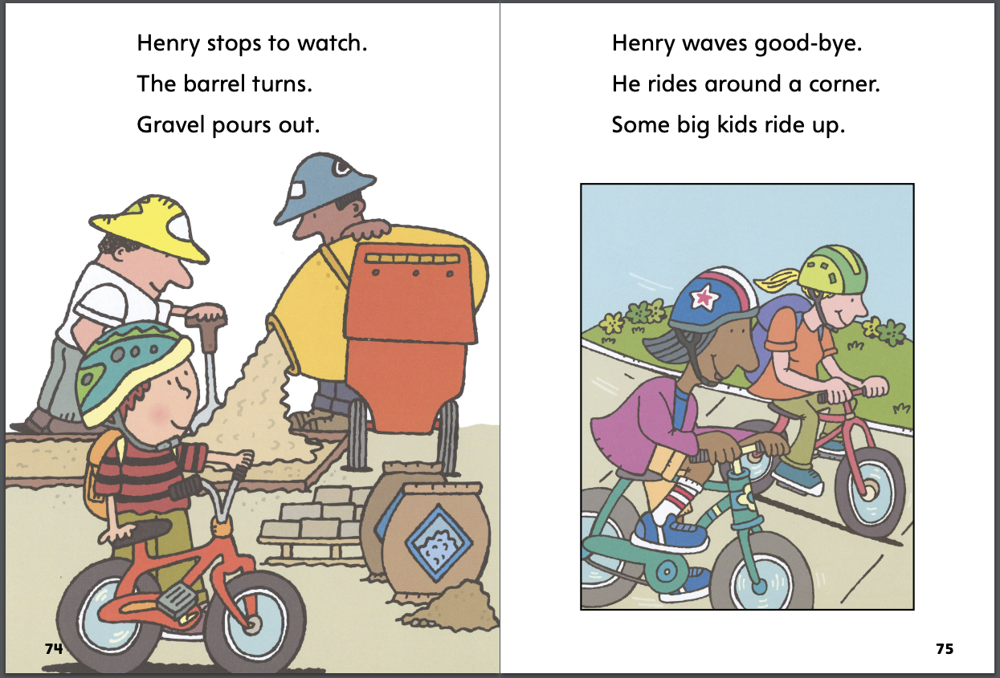 Henry stops to watch.
The barrel turns.
Gravel pours out.
74
Henry waves good-bye.
He rides around a corner.
Some big kids ride up.
75